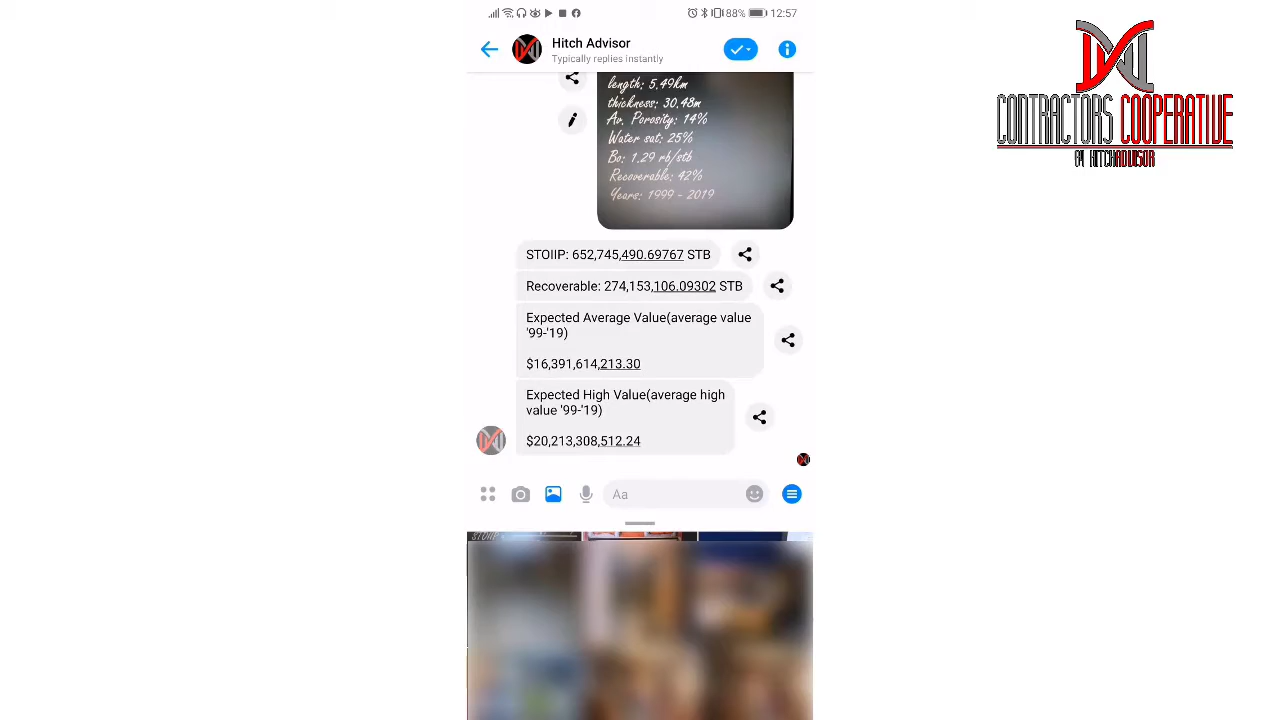 88% 12:57
Hitch Advisor
Typically replies instantly
length: 5.49km
thickness: 30.48m
Av. Porosity: 14%
Water sat: 25%
Bo: 1.29 rb/stb
Recoverable: 42%
Years: 1999 - 2019
STOIIP: 652,745,490.69767 STB
Recoverable: 274,153,106.09302 STB
Expected Average Value(average value
'99-'19)
$16,391,614,213.30
Expected High Value(average high
value '99-'19)
$20,213,308,512.24
Aa
STOIIP
CONTRACTORS COOPERATIVE
BY HITCHADVISOR